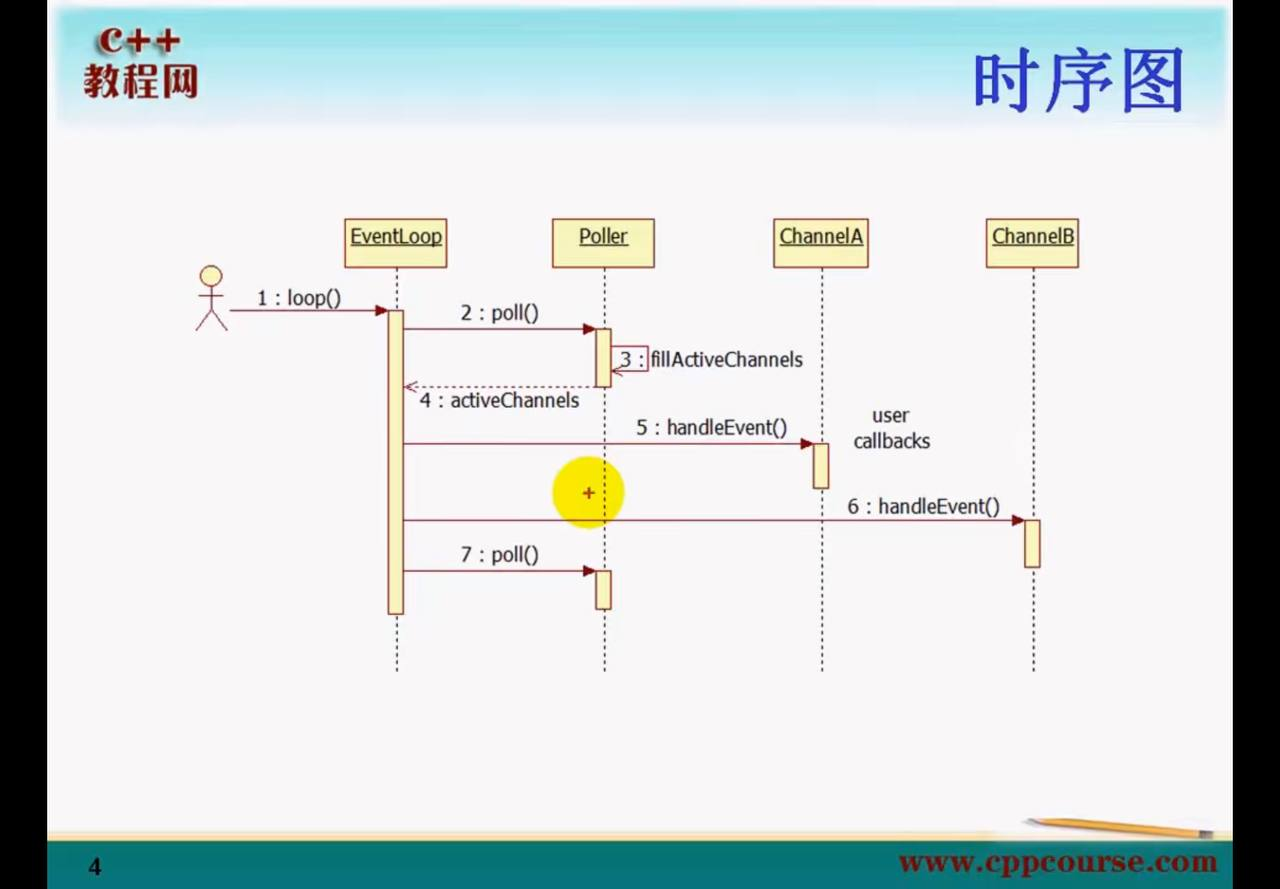 C++
教程网
时序图
EventLoop
Poller
ChannelA
ChannelB
1 : loop()
2 : poll()
3 : fillActiveChannels
4 : activeChannels
5 : handleEvent()
user
callbacks
6 : handleEvent()
7 : poll()
4
www.cppcourse.com